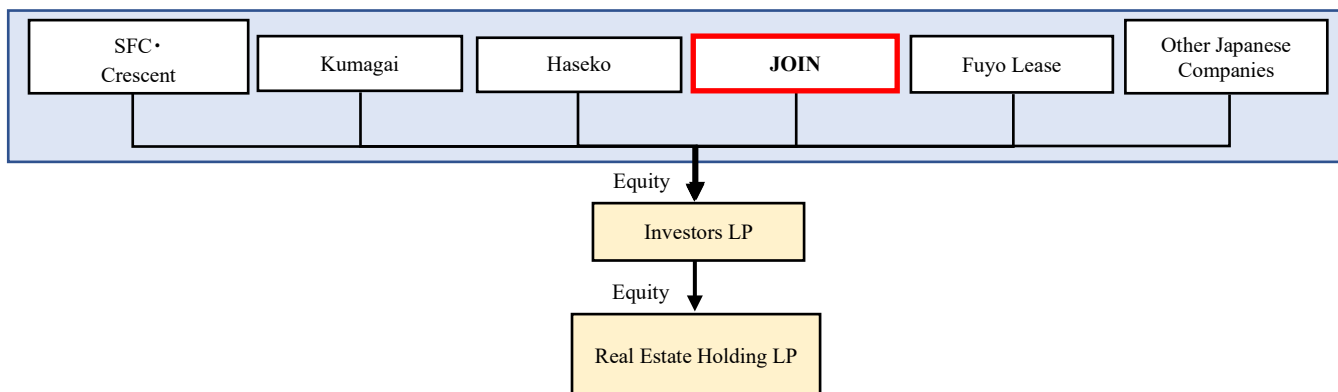 SFC・
Crescent
Kumagai
Haseko
JOIN
Fuyo Lease
Other Japanese
Companies
Equity
Investors LP
Equity
Real Estate Holding LP